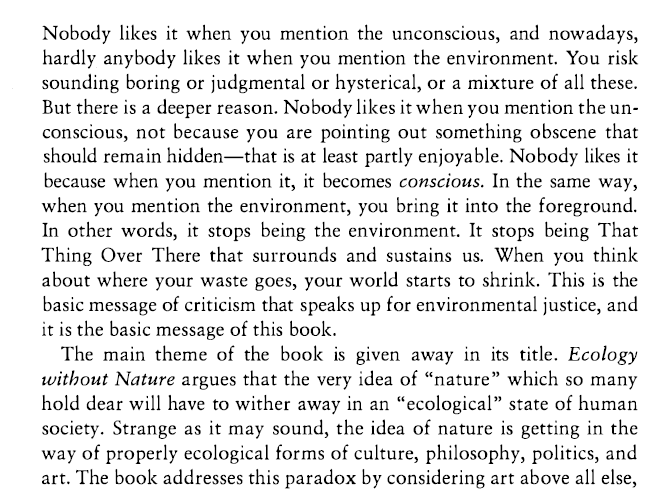 Nobody likes it when you mention the unconscious, and nowadays,
hardly anybody likes it when you mention the environment. You risk
sounding boring or judgmental or hysterical, or a mixture of all these.
But there is a deeper reason. Nobody likes it when you mention the un-
conscious, not because you are pointing out something obscene that
should remain hidden—that is at least partly enjoyable. Nobody likes it
because when you mention it, it becomes conscious. In the same way,
when you mention the environment, you bring it into the foreground.
In other words, it stops being the environment. It stops being That
Thing Over There that surrounds and sustains us. When you think
about where your waste goes, your world starts to shrink. This is the
basic message of criticism that speaks up for environmental justice, and
it is the basic message of this book.
The main theme of the book is given away in its title. Ecology
without Nature argues that the very idea of “nature” which so many
hold dear will have to wither away in an “ecological” state of human
society. Strange as it may sound, the idea of nature is getting in the
way of properly ecological forms of culture, philosophy, politics, and
art. The book addresses this paradox by considering art above all else,